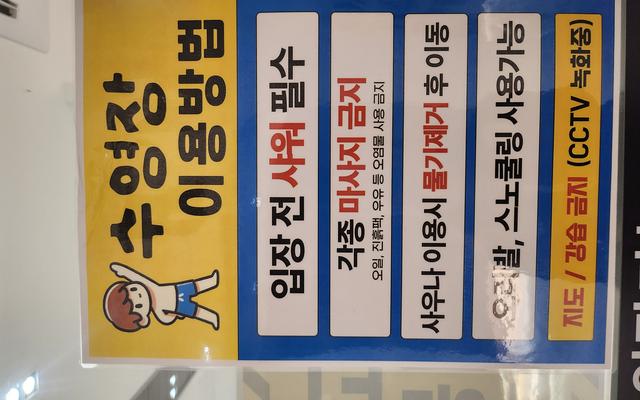 수영장
이용방법
입장 전 샤워 필수
각종 마사지 금지
오일, 진흙팩, 우유 등 오염물 사용 금지
사우나 이용시 물기제거 후 이동
오리발, 스노쿨링 사용가능
지도 / 강습 금지 (CCTV 녹화중)